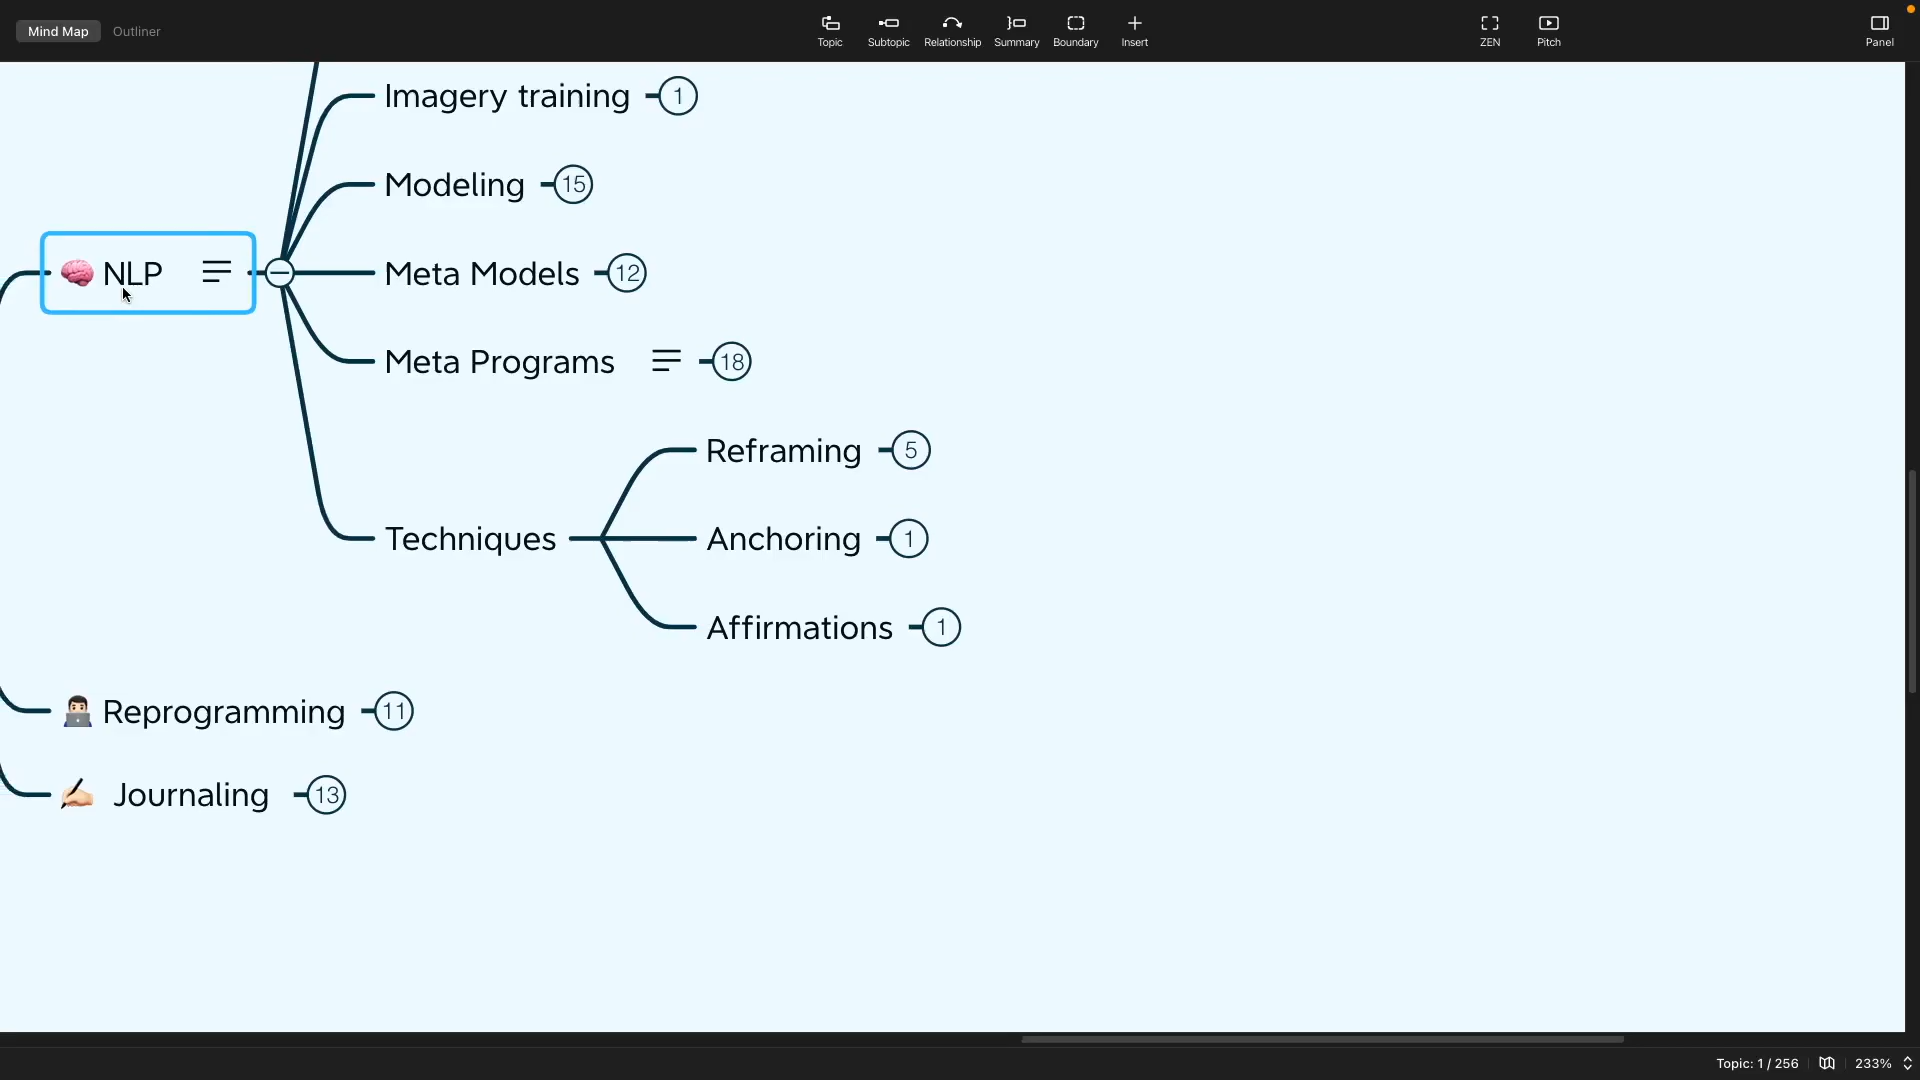 Mind Map Outliner
Topic Subtopic Relationship Summary Boundary Insert ZEN Pitch Panel
Imagery training 1
Modeling 15
NLP
Meta Models 12
Meta Programs 18
Reframing 5
Techniques
Anchoring 1
Affirmations 1
Reprogramming 11
Journaling 13
Topic: 1 / 256 233%